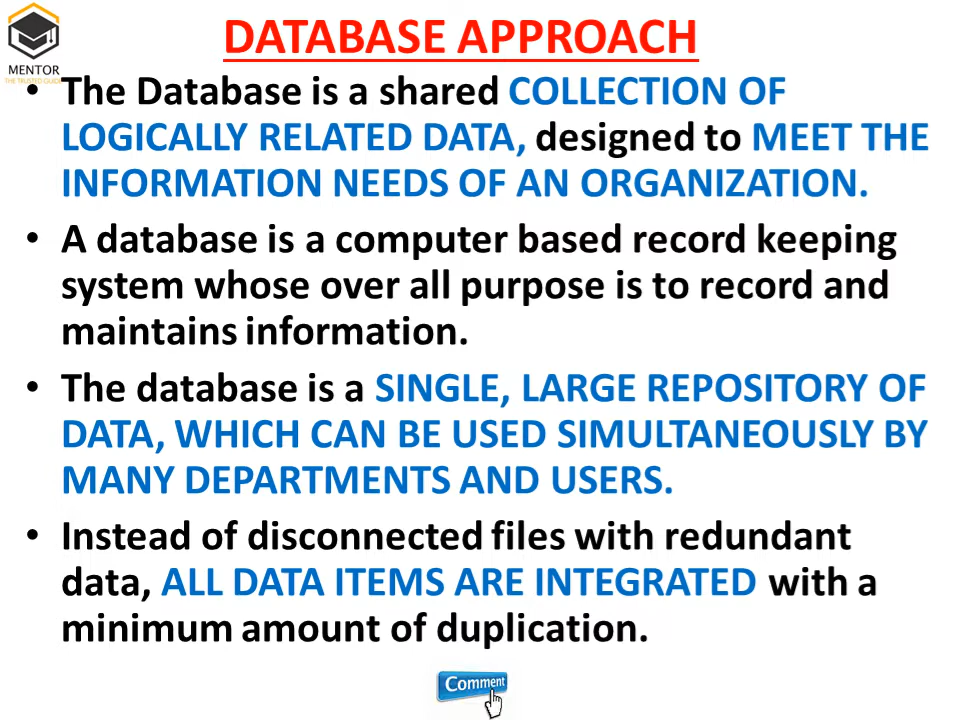 DATABASE APPROACH
MENTOR
THE TRUSTED GUIDE
• The Database is a shared COLLECTION OF
LOGICALLY RELATED DATA, designed to MEET THE
INFORMATION NEEDS OF AN ORGANIZATION.
• A database is a computer based record keeping
system whose over all purpose is to record and
maintains information.
• The database is a SINGLE, LARGE REPOSITORY OF
DATA, WHICH CAN BE USED SIMULTANEOUSLY BY
MANY DEPARTMENTS AND USERS.
• Instead of disconnected files with redundant
data, ALL DATA ITEMS ARE INTEGRATED with a
minimum amount of duplication.
Comment